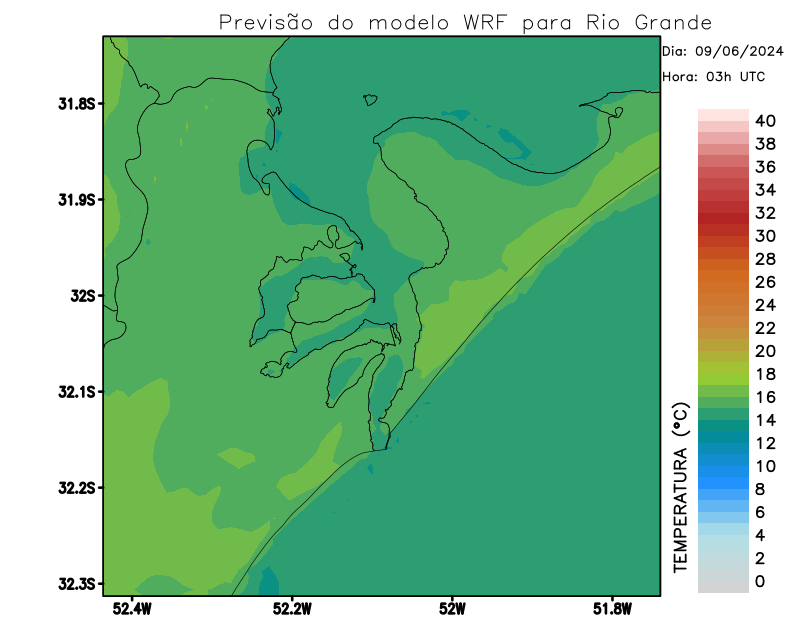 Previsão do modelo WRF para Rio Grande
Dia: 09/06/2024
Hora: 03h UTC
31.8S
31.9S
32S
32.1S
32.2S
32.3S
52.4W
52.2W
52W
51.8W
TEMPERATURA (°C)
40
38
36
34
32
30
28
26
24
22
20
18
16
14
12
10
8
6
4
2
0